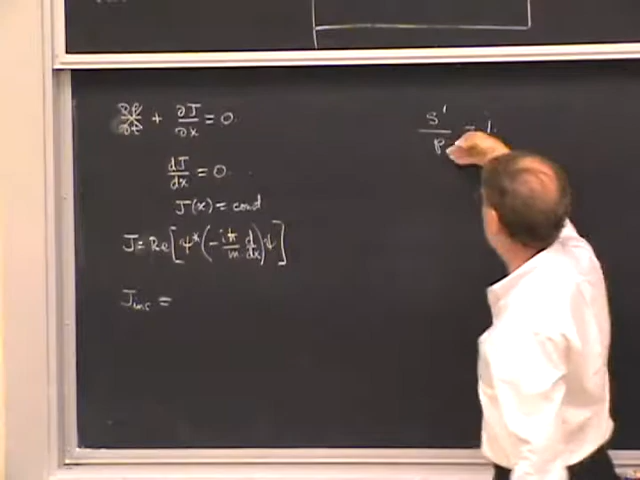 ∂ρ/∂t + ∂J/∂x = 0.
dJ/dx = 0.
J(x) = const
J = Re[ψ*(-iħ/m d/dx)ψ]
J_inc =
S'